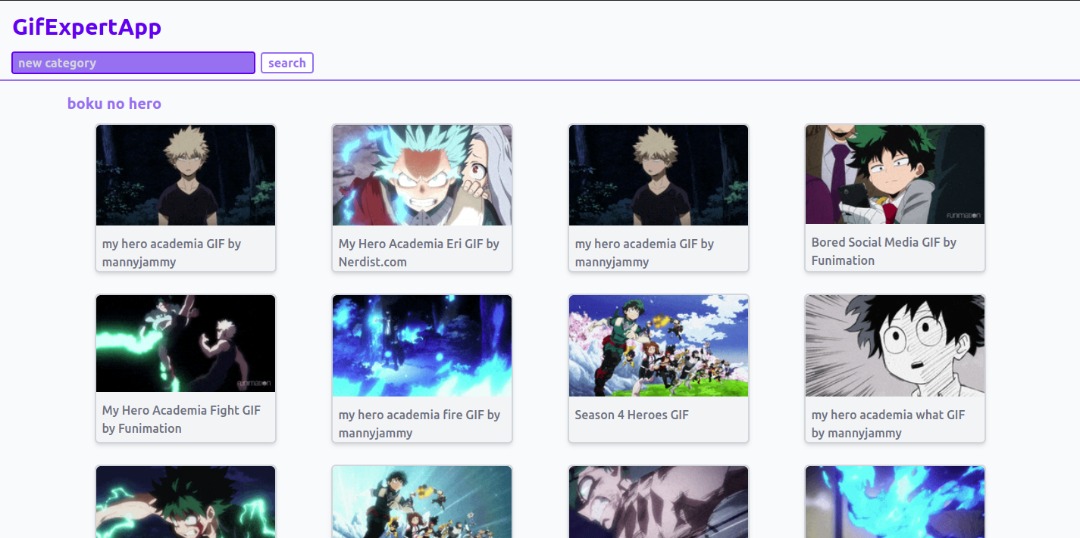 GifExpertApp
new category
search
boku no hero
my hero academia GIF by
mannyjammy
My Hero Academia Eri GIF by
Nerdist.com
my hero academia GIF by
mannyjammy
FUNIMATION
Bored Social Media GIF by
Funimation
FUNIMATION
My Hero Academia Fight GIF
by Funimation
my hero academia fire GIF by
mannyjammy
Season 4 Heroes GIF
my hero academia what GIF
by mannyjammy